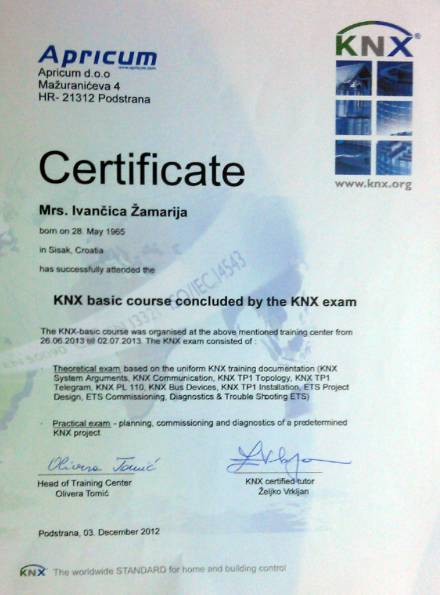 Apricum
www.apricum.com
Apricum d.o.o
Mažuranićeva 4
HR- 21312 Podstrana
KNX®
www.knx.org
Certificate
Mrs. Ivančica Žamarija
born on 28. May 1965
in Sisak, Croatia
has successfully attended the
KNX basic course concluded by the KNX exam
The KNX-basic course was organised at the above mentioned training center from
26.06.2013 till 02.07.2013. The KNX exam consisted of :
· Theoretical exam based on the uniform KNX training documentation (KNX
System Arguments, KNX Communication, KNX TP1 Topology, KNX TP1
Telegram, KNX PL 110, KNX Bus Devices, KNX TP1 Installation, ETS Project
Design, ETS Commissioning, Diagnostics & Trouble Shooting ETS)
· Practical exam - planning, commissioning and diagnostics of a predetermined
KNX project
Olivera Tomić
Head of Training Center
Olivera Tomić
KNX certified tutor
Željko Vrkljan
Podstrana, 03. December 2012
KNX® The worldwide STANDARD for home and building control
ISO/IEC14543